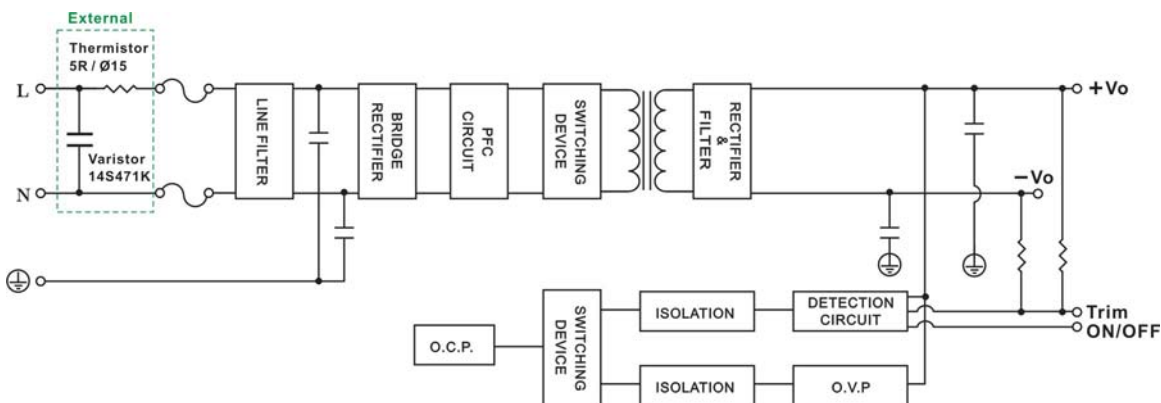 External
Thermistor
5R / Ø15
L
Varistor
14S471K
N
LINE FILTER
BRIDGE
RECTIFIER
PFC
CIRCUIT
SWITCHING
DEVICE
RECTIFIER
&
FILTER
+Vo
−Vo
Trim
ON/OFF
O.C.P.
SWITCHING
DEVICE
ISOLATION
DETECTION
CIRCUIT
ISOLATION
O.V.P